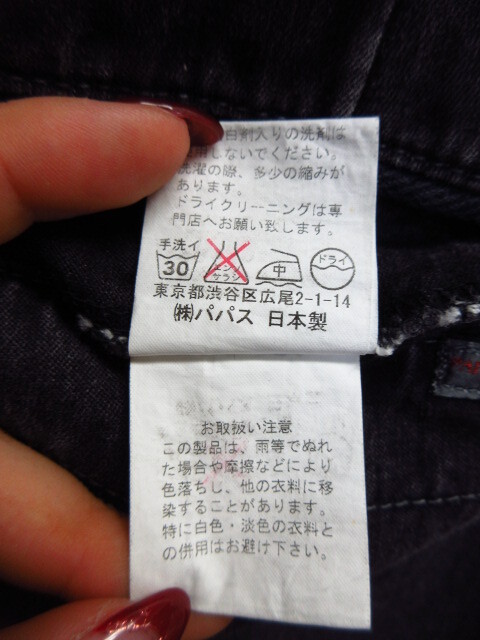 白剤入りの洗剤は
用しないでください。
洗濯の際、多少の縮みが
あります。
ドライクリーニングは専
門店へお願い致します。
手洗イ
30
エンソ
サラシ
中
ドライ
東京都渋谷区広尾2-1-14
㈱パパス 日本製
お取扱い注意
この製品は、雨等でぬれ
た場合や摩擦などにより
色落ちし、他の衣料に移
染することがあります。
特に白色・淡色の衣料と
の併用はお避け下さい。